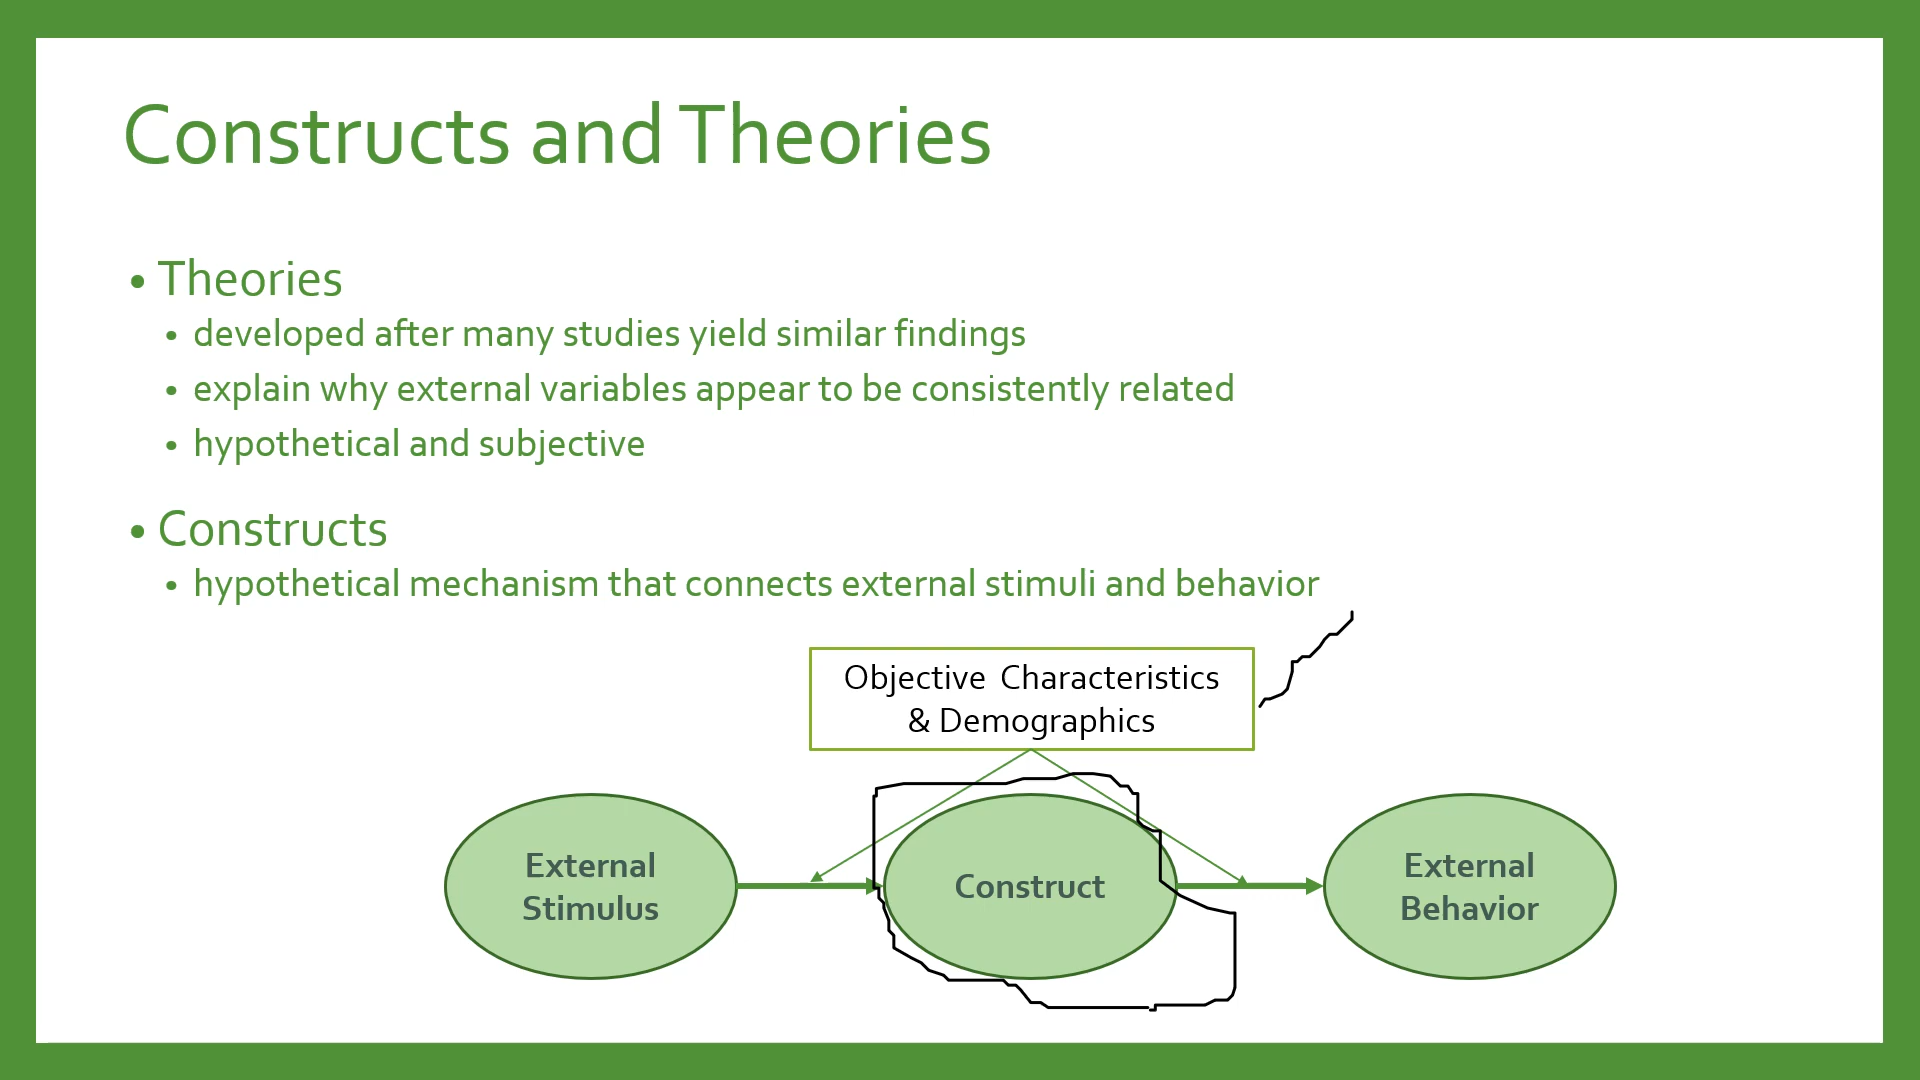 Constructs and Theories
• Theories
• developed after many studies yield similar findings
• explain why external variables appear to be consistently related
• hypothetical and subjective
• Constructs
• hypothetical mechanism that connects external stimuli and behavior
Objective Characteristics
& Demographics
External
Stimulus
Construct
External
Behavior